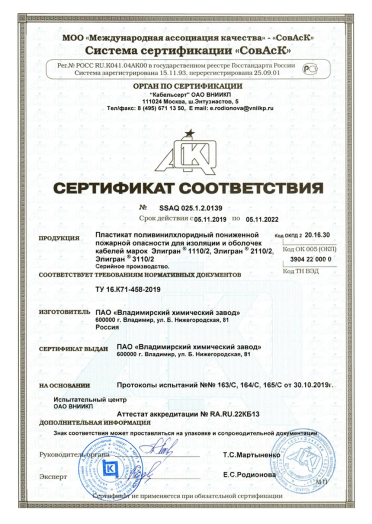 МОО «Международная ассоциация качества» - «СовАсК»
Система сертификации «СовАсК»
Рег.№ РОСС RU.К041.04АК00 в государственном реестре Госстандарта России
Система зарегистрирована 15.11.93, перерегистрирована 25.09.01
ОРГАН ПО СЕРТИФИКАЦИИ
"Кабельсерт" ОАО ВНИИКП
111024 Москва, ш.Энтузиастов, 5
Тел/факс: 8 (495) 671 13 50, E mail: e.rodionova@vniikp.ru
СЕРТИФИКАТ СООТВЕТСТВИЯ
№ SSAQ 025.1.2.0139
Срок действия с 05.11.2019 по 05.11.2022
ПРОДУКЦИЯ
Пластикат поливинилхлоридный пониженной
пожарной опасности для изоляции и оболочек
кабелей марок Элигран ® 1110/2, Элигран ® 2110/2,
Элигран ® 3110/2
Серийное производство.
Код ОКПД 2 20.16.30
Код ОК 005 (ОКП)
3904 22 000 0
Код ТН ВЭД
СООТВЕТСТВУЕТ ТРЕБОВАНИЯМ НОРМАТИВНЫХ ДОКУМЕНТОВ
ТУ 16.К71-458-2019
ИЗГОТОВИТЕЛЬ ПАО «Владимирский химический завод»
600000 г. Владимир, ул. Б. Нижегородская, 81
Россия
СЕРТИФИКАТ ВЫДАН ПАО «Владимирский химический завод»
600000 г. Владимир, ул. Б. Нижегородская, 81
НА ОСНОВАНИИ Протоколы испытаний №№ 163/С, 164/С, 165/С от 30.10.2019г.
Испытательный центр
ОАО ВНИИКП
Аттестат аккредитации № RA.RU.22КБ13
ДОПОЛНИТЕЛЬНАЯ ИНФОРМАЦИЯ
Знак соответствия может проставляться на упаковке и сопроводительной документации
Руководитель органа Т.С.Мартыненко
Эксперт Е.С.Родионова
М.П.
Сертификат не применяется при обязательной сертификации